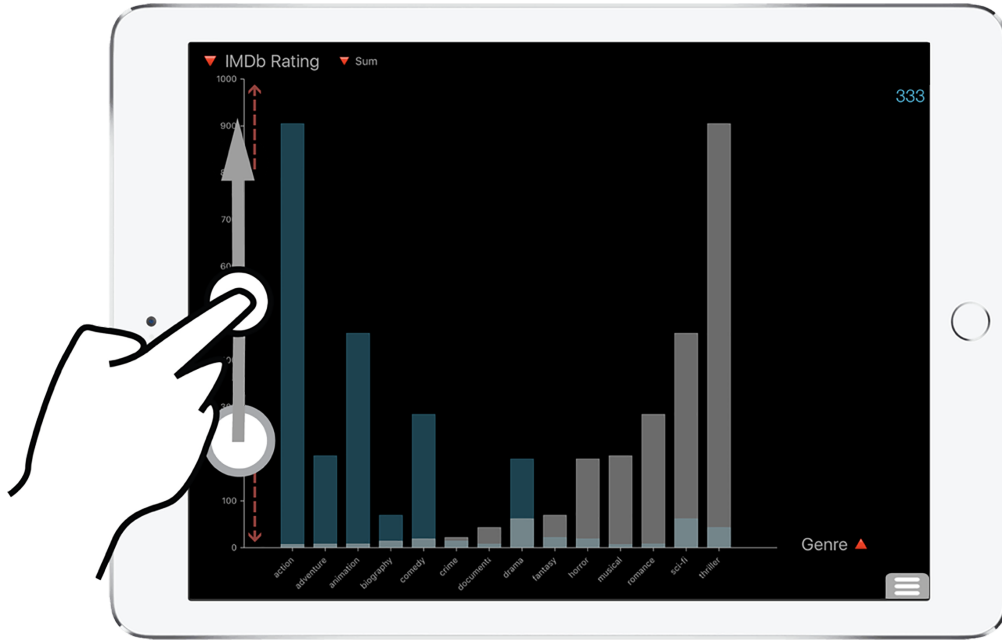 IMDb Rating
Sum
1000
333
900
100
0
action
adventure
animation
biography
comedy
crime
documenti
drama
fantasy
horror
musical
romance
sci-fi
thriller
Genre